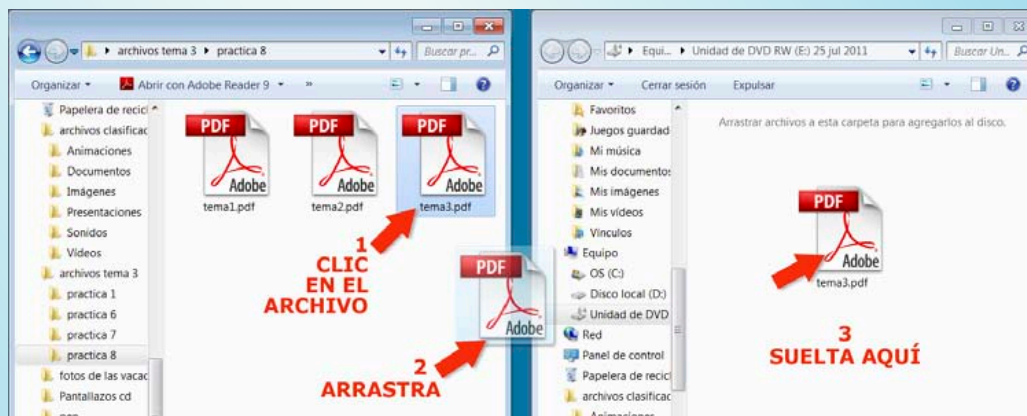 archivos tema 3 practica 8
Buscar pr...
Organizar
Abrir con Adobe Reader 9
»
Papelera de recicl
archivos clasificac
Animaciones
Documentos
Imágenes
Presentaciones
Sonidos
Vídeos
archivos tema 3
practica 1
practica 6
practica 7
practica 8
fotos de las vacac
Pantallazos cd
PDF
Adobe
tema1.pdf
PDF
Adobe
tema2.pdf
PDF
Adobe
tema3.pdf
1
CLIC
EN EL
ARCHIVO
PDF
Adobe
2
ARRASTRA
Equi... Unidad de DVD RW (E:) 25 jul 2011
Buscar Un...
Organizar
Cerrar sesión
Expulsar
Favoritos
Juegos guardad
Mi música
Mis documentos
Mis imágenes
Mis vídeos
Vínculos
Equipo
OS (C:)
Disco local (D:)
Unidad de DVD
Red
Panel de control
Papelera de recicl
archivos clasificac
Animaciones
Arrastrar archivos a esta carpeta para agregarlos al disco.
PDF
Adobe
tema3.pdf
3
SUELTA AQUÍ